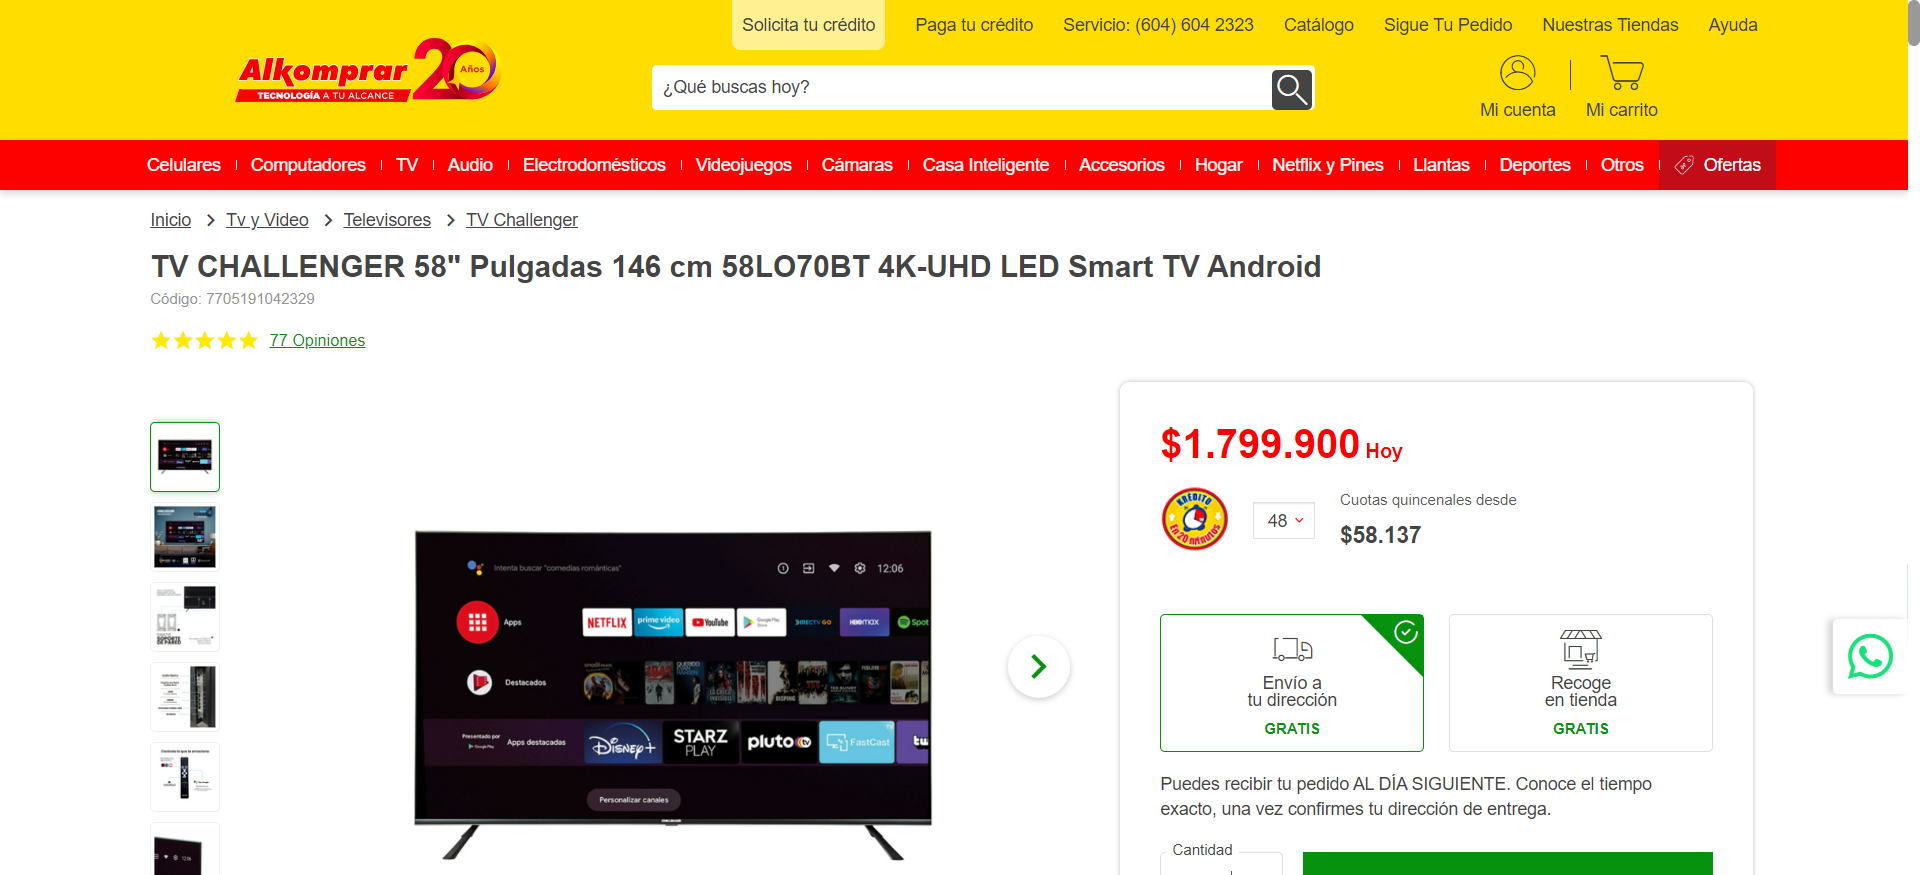 Solicita tu crédito
Paga tu crédito
Servicio: (604) 604 2323
Catálogo
Sigue Tu Pedido
Nuestras Tiendas
Ayuda
Alkomprar
TECNOLOGÍA A TU ALCANCE
20 Años
¿Qué buscas hoy?
Mi cuenta
Mi carrito
Celulares
Computadores
TV
Audio
Electrodomésticos
Videojuegos
Cámaras
Casa Inteligente
Accesorios
Hogar
Netflix y Pines
Llantas
Deportes
Otros
Ofertas
Inicio > Tv y Video > Televisores > TV Challenger
TV CHALLENGER 58" Pulgadas 146 cm 58LO70BT 4K-UHD LED Smart TV Android
Código: 7705191042329
77 Opiniones
SOPORTE
DE PARED
Intenta buscar "comedias románticas"
12:06
Apps
NETFLIX
prime video
YouTube
Google Play
DIRECTV GO
HBOMAX
Spot
Destacados
Presentado por
Google Play
Apps destacadas
Disney+
STARZ
PLAY
pluto tv
FastCast
Personalizar canales
CHALLENGER
$1.799.900 Hoy
KREDITO
En 20 minutos
48
Cuotas quincenales desde
$58.137
Envío a
tu dirección
GRATIS
Recoge
en tienda
GRATIS
Puedes recibir tu pedido AL DÍA SIGUIENTE. Conoce el tiempo
exacto, una vez confirmes tu dirección de entrega.
Cantidad